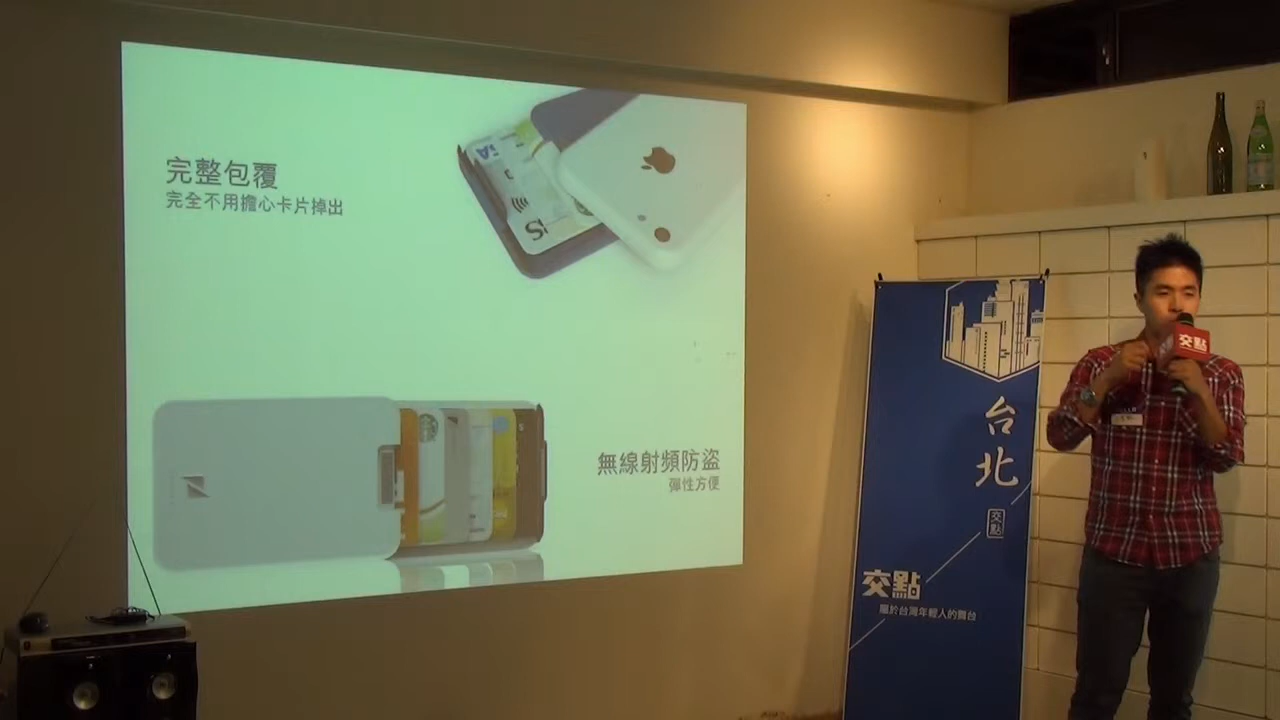 完整包覆
完全不用擔心卡片掉出
無線射頻防盜
彈性方便
台北
交點
交點
屬於台灣年輕人的舞台
交點